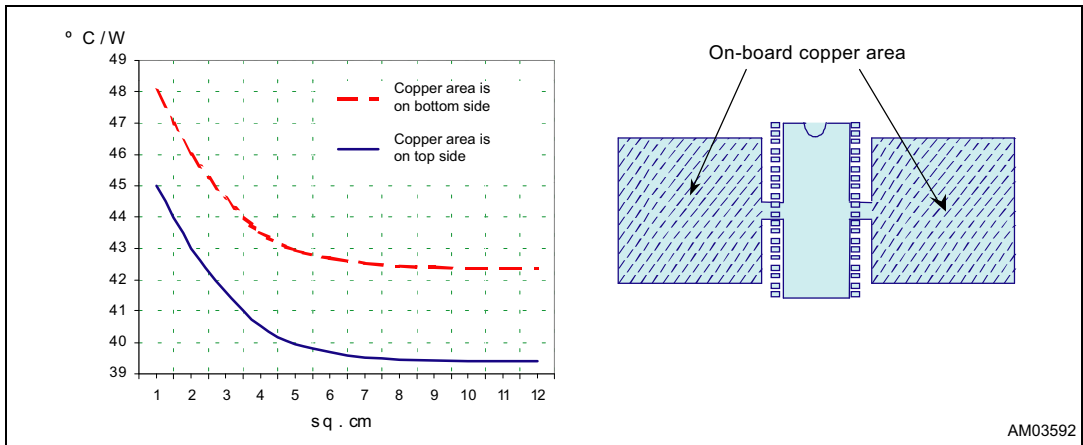 º C / W
49
48
47
46
45
44
43
42
41
40
39
1 2 3 4 5 6 7 8 9 10 11 12
sq . cm
Copper area is
on bottom side
Copper area is
on top side
On-board copper area
AM03592